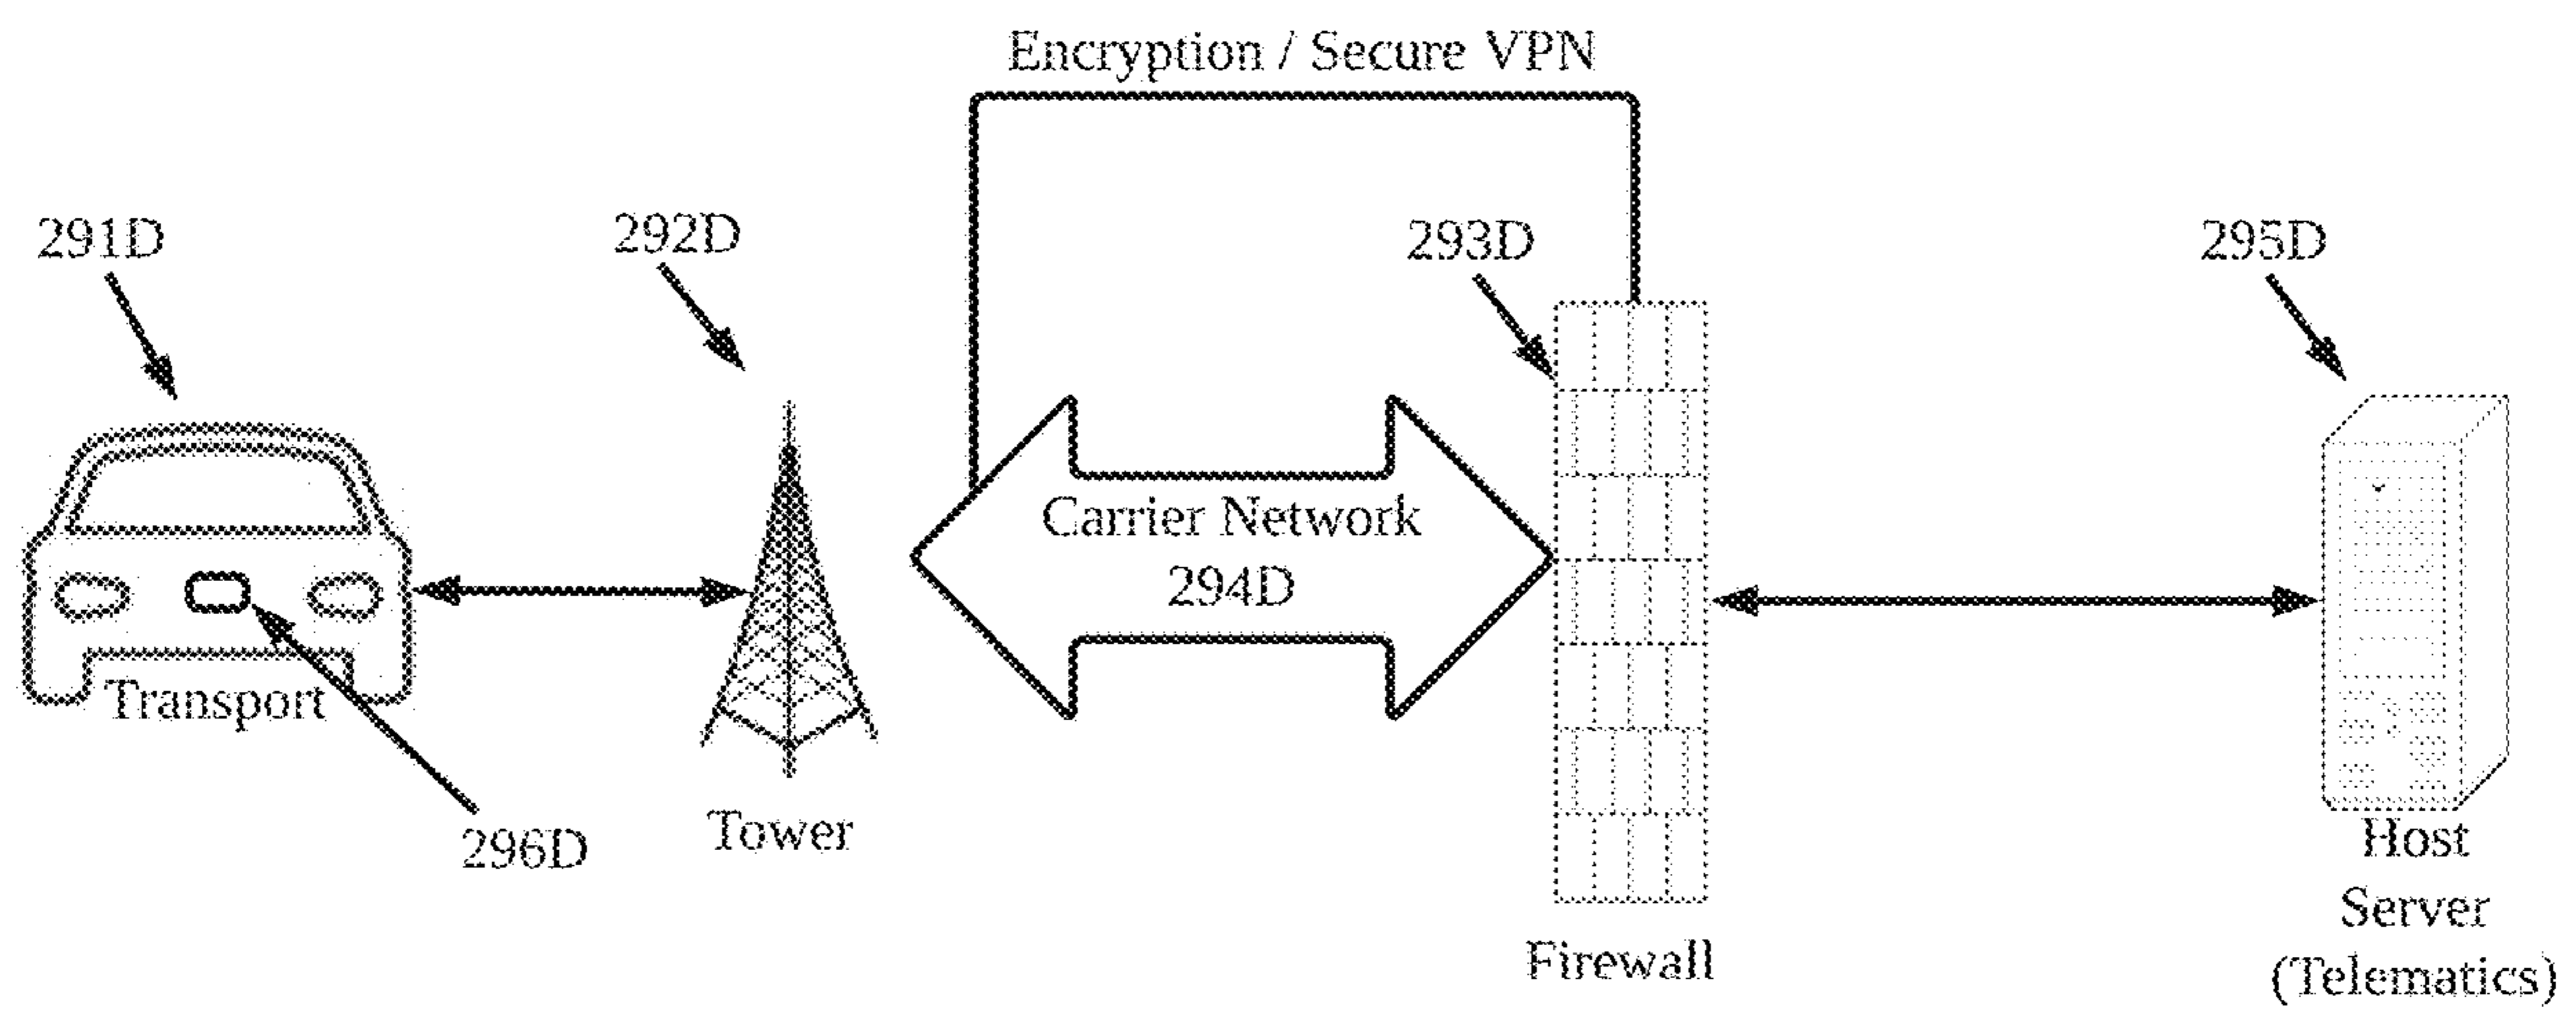 Encryption / Secure VPN
291D
292D
293D
295D
Carrier Network
294D
Transport
296D
Tower
Firewall
Host
Server
(Telematics)